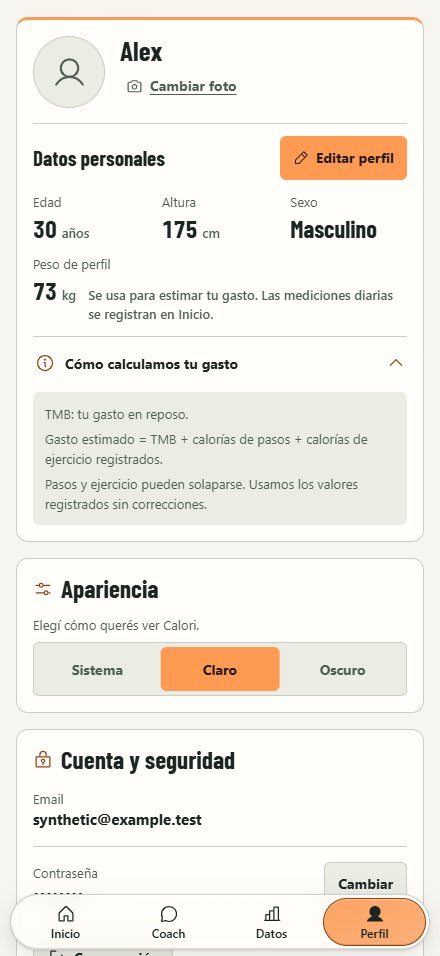 Alex
Cambiar foto
Datos personales
Editar perfil
Edad
Altura
Sexo
30 años
175 cm
Masculino
Peso de perfil
73 kg
Se usa para estimar tu gasto. Las mediciones diarias
se registran en Inicio.
Cómo calculamos tu gasto
TMB: tu gasto en reposo.
Gasto estimado = TMB + calorías de pasos + calorías de
ejercicio registrados.
Pasos y ejercicio pueden solaparse. Usamos los valores
registrados sin correcciones.
Apariencia
Elegí cómo querés ver Calori.
Sistema
Claro
Oscuro
Cuenta y seguridad
Email
synthetic@example.test
Contraseña
Cambiar
Inicio
Coach
Datos
Perfil